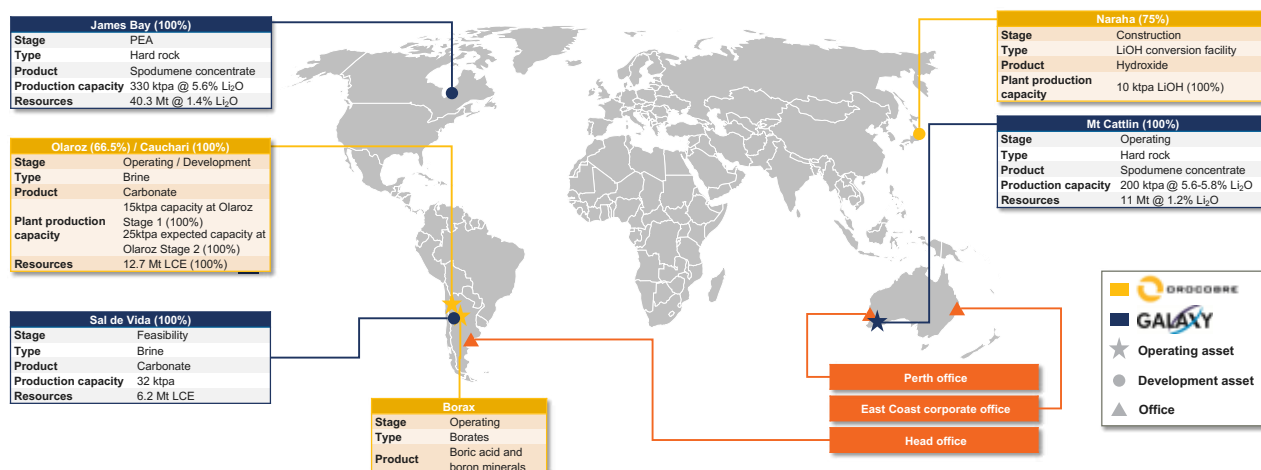 James Bay (100%)
Stage PEA
Type Hard rock
Product Spodumene concentrate
Production capacity 330 ktpa @ 5.6% Li₂O
Resources 40.3 Mt @ 1.4% Li₂O
Olaroz (66.5%) / Cauchari (100%)
Stage Operating / Development
Type Brine
Product Carbonate
Plant production capacity
15ktpa capacity at Olaroz
Stage 1 (100%)
25ktpa expected capacity at
Olaroz Stage 2 (100%)
Resources 12.7 Mt LCE (100%)
Sal de Vida (100%)
Stage Feasibility
Type Brine
Product Carbonate
Production capacity 32 ktpa
Resources 6.2 Mt LCE
Borax
Stage Operating
Type Borates
Product Boric acid and
boron minerals
Naraha (75%)
Stage Construction
Type LiOH conversion facility
Product Hydroxide
Plant production
capacity 10 ktpa LiOH (100%)
Mt Cattlin (100%)
Stage Operating
Type Hard rock
Product Spodumene concentrate
Production capacity 200 ktpa @ 5.6-5.8% Li₂O
Resources 11 Mt @ 1.2% Li₂O
Perth office
East Coast corporate office
Head office
OROCOBRE
GALAXY
Operating asset
Development asset
Office